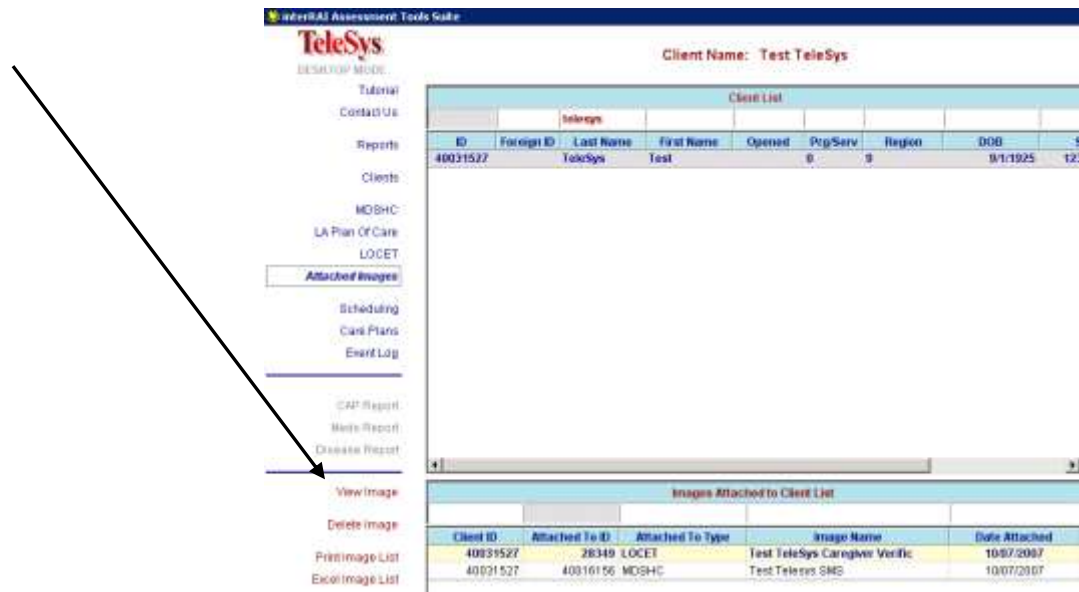 interRAI Assessment Tools Suite
TeleSys
DESKTOP MODE
Client Name: Test TeleSys
Tutorial
Contact Us
Reports
Clients
MDSHC
LA Plan Of Care
LOCET
Attached Images
Scheduling
Care Plans
Event Log
CAP Report
Meds Report
Disease Report
View Image
Delete Image
Print Image List
Excel Image List
Client List
telesys
ID Foreign ID Last Name First Name Opened Prg/Serv Region DOB S
40031527 TeleSys Test 0 9 9/1/1925 123
Images Attached to Client List
Client ID Attached To ID Attached To Type Image Name Date Attached
40031527 28349 LOCET Test TeleSys Caregiver Verific 10/07/2007
40031527 40016156 MDSHC Test Telesys SMS 10/07/2007